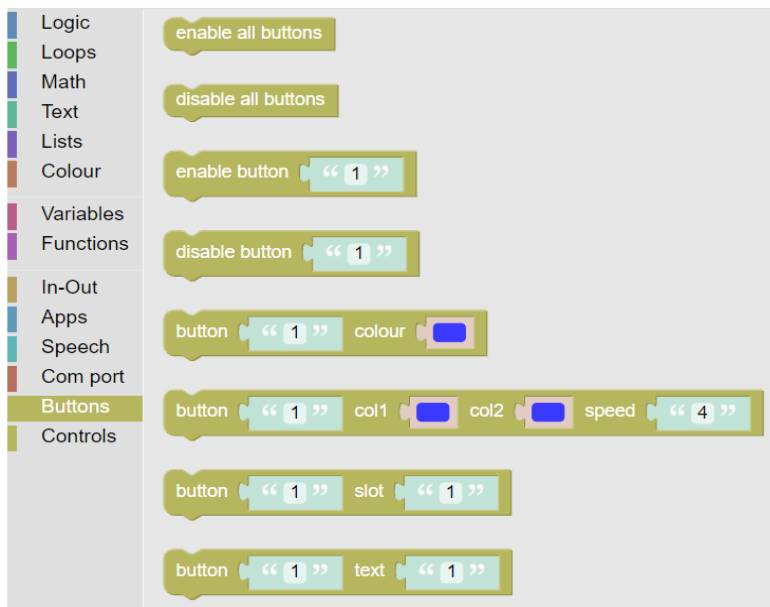 Logic
Loops
Math
Text
Lists
Colour
Variables
Functions
In-Out
Apps
Speech
Com port
Buttons
Controls
enable all buttons
disable all buttons
enable button “ 1 ”
disable button “ 1 ”
button “ 1 ” colour
button “ 1 ” col1 col2 speed “ 4 ”
button “ 1 ” slot “ 1 ”
button “ 1 ” text “ 1 ”